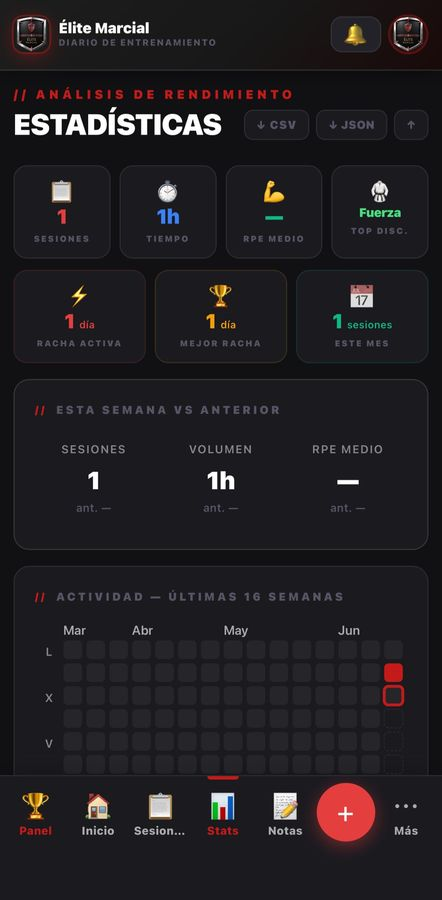 Élite Marcial
DIARIO DE ENTRENAMIENTO
// ANÁLISIS DE RENDIMIENTO
ESTADÍSTICAS
↓ CSV
↓ JSON
↑
1
SESIONES
1h
TIEMPO
—
RPE MEDIO
Fuerza
TOP DISC.
1 día
RACHA ACTIVA
1 día
MEJOR RACHA
17
1 sesiones
ESTE MES
// ESTA SEMANA VS ANTERIOR
SESIONES VOLUMEN RPE MEDIO
1 1h —
ant. — ant. — ant. —
// ACTIVIDAD — ÚLTIMAS 16 SEMANAS
Mar Abr May Jun
L
X
V
Panel
Inicio
Sesion...
Stats
Notas
+
Más